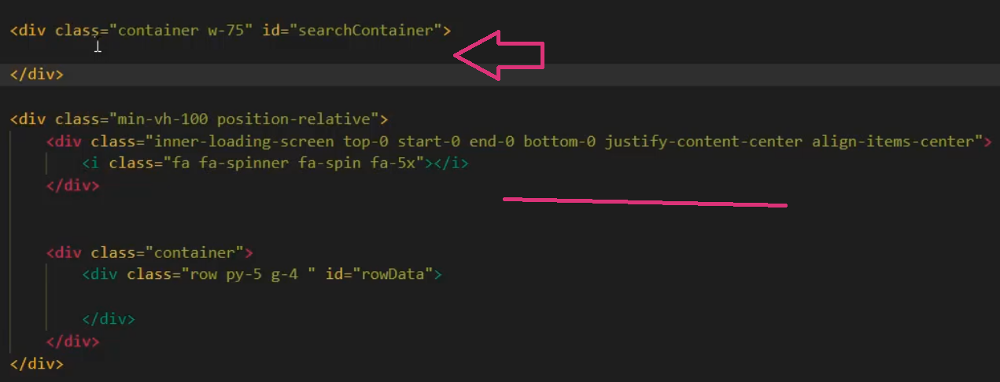 <div class="container w-75" id="searchContainer">
</div>
<div class="min-vh-100 position-relative">
<div class="inner-loading-screen top-0 start-0 end-0 bottom-0 justify-content-center align-items-center">
<i class="fa fa-spinner fa-spin fa-5x"></i>
</div>
<div class="container">
<div class="row py-5 g-4 " id="rowData">
</div>
</div>
</div>